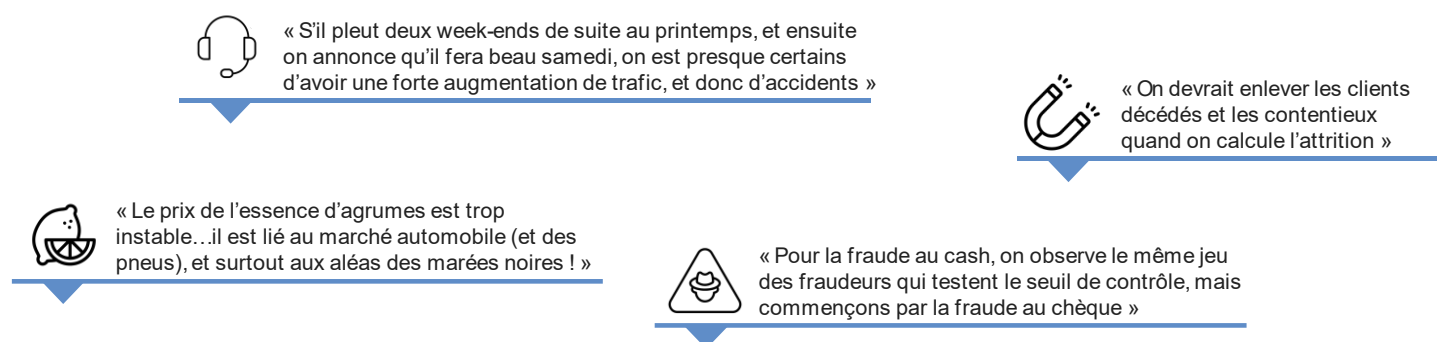 « S'il pleut deux week-ends de suite au printemps, et ensuite
on annonce qu'il fera beau samedi, on est presque certains
d'avoir une forte augmentation de trafic, et donc d'accidents »
« On devrait enlever les clients
décédés et les contentieux
quand on calcule l'attrition »
« Le prix de l'essence d'agrumes est trop
instable…il est lié au marché automobile (et des
pneus), et surtout aux aléas des marées noires ! »
« Pour la fraude au cash, on observe le même jeu
des fraudeurs qui testent le seuil de contrôle, mais
commençons par la fraude au chèque »